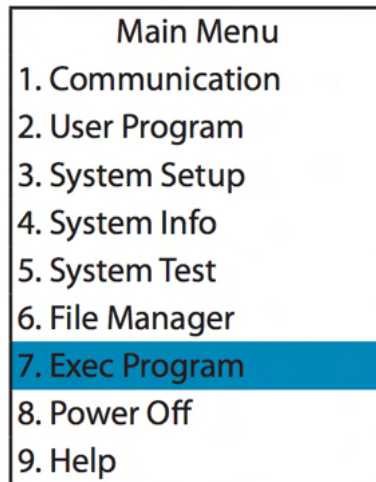 Main Menu
1. Communication
2. User Program
3. System Setup
4. System Info
5. System Test
6. File Manager
7. Exec Program
8. Power Off
9. Help